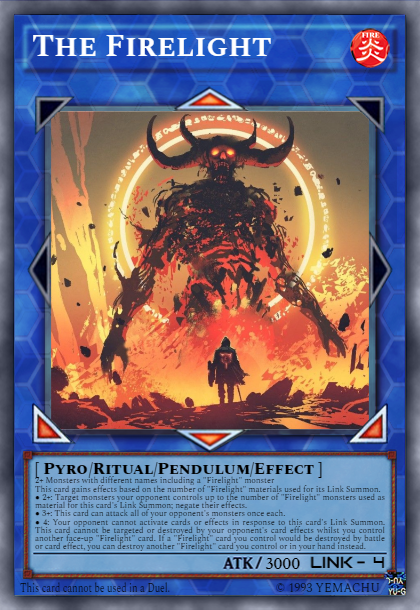 The Firelight
FIRE
炎
[ Pyro/Ritual/Pendulum/Effect ]
2+ Monsters with different names including a "Firelight" monster
This card gains effects based on the number of "Firelight" materials used for its Link Summon.
● 2+: Target monsters your opponent controls up to the number of "Firelight" monsters used as
material for this card's Link Summon; negate their effects.
● 3+: This card can attack all of your opponent's monsters once each.
● 4: Your opponent cannot activate cards or effects in response to this card's Link Summon.
This card cannot be targeted or destroyed by your opponent's card effects whilst you control
another face-up "Firelight" card. If a "Firelight" card you control would be destroyed by battle
or card effect, you can destroy another "Firelight" card you control or in your hand instead.
ATK/3000 LINK-4
This card cannot be used in a Duel.
©1993 YEMACHU